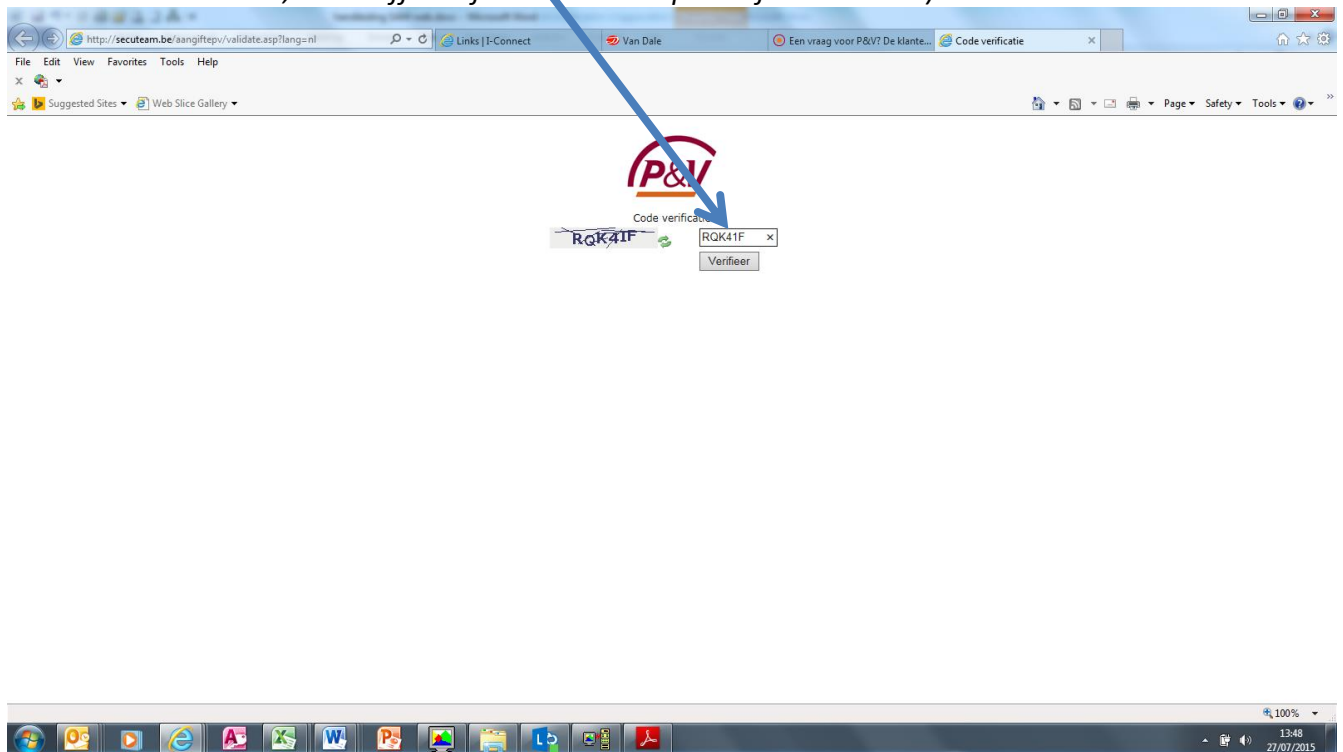 http://secuteam.be/aangiftepv/validate.asp?lang=nl
Links | I-Connect
Van Dale
Een vraag voor P&V? De klante...
Code verificatie
File Edit View Favorites Tools Help
Suggested Sites
Web Slice Gallery
Page Safety Tools
P&V
Code verificati
RQK41F
RQK41F
Verifieer
100%
13:48
27/07/2015